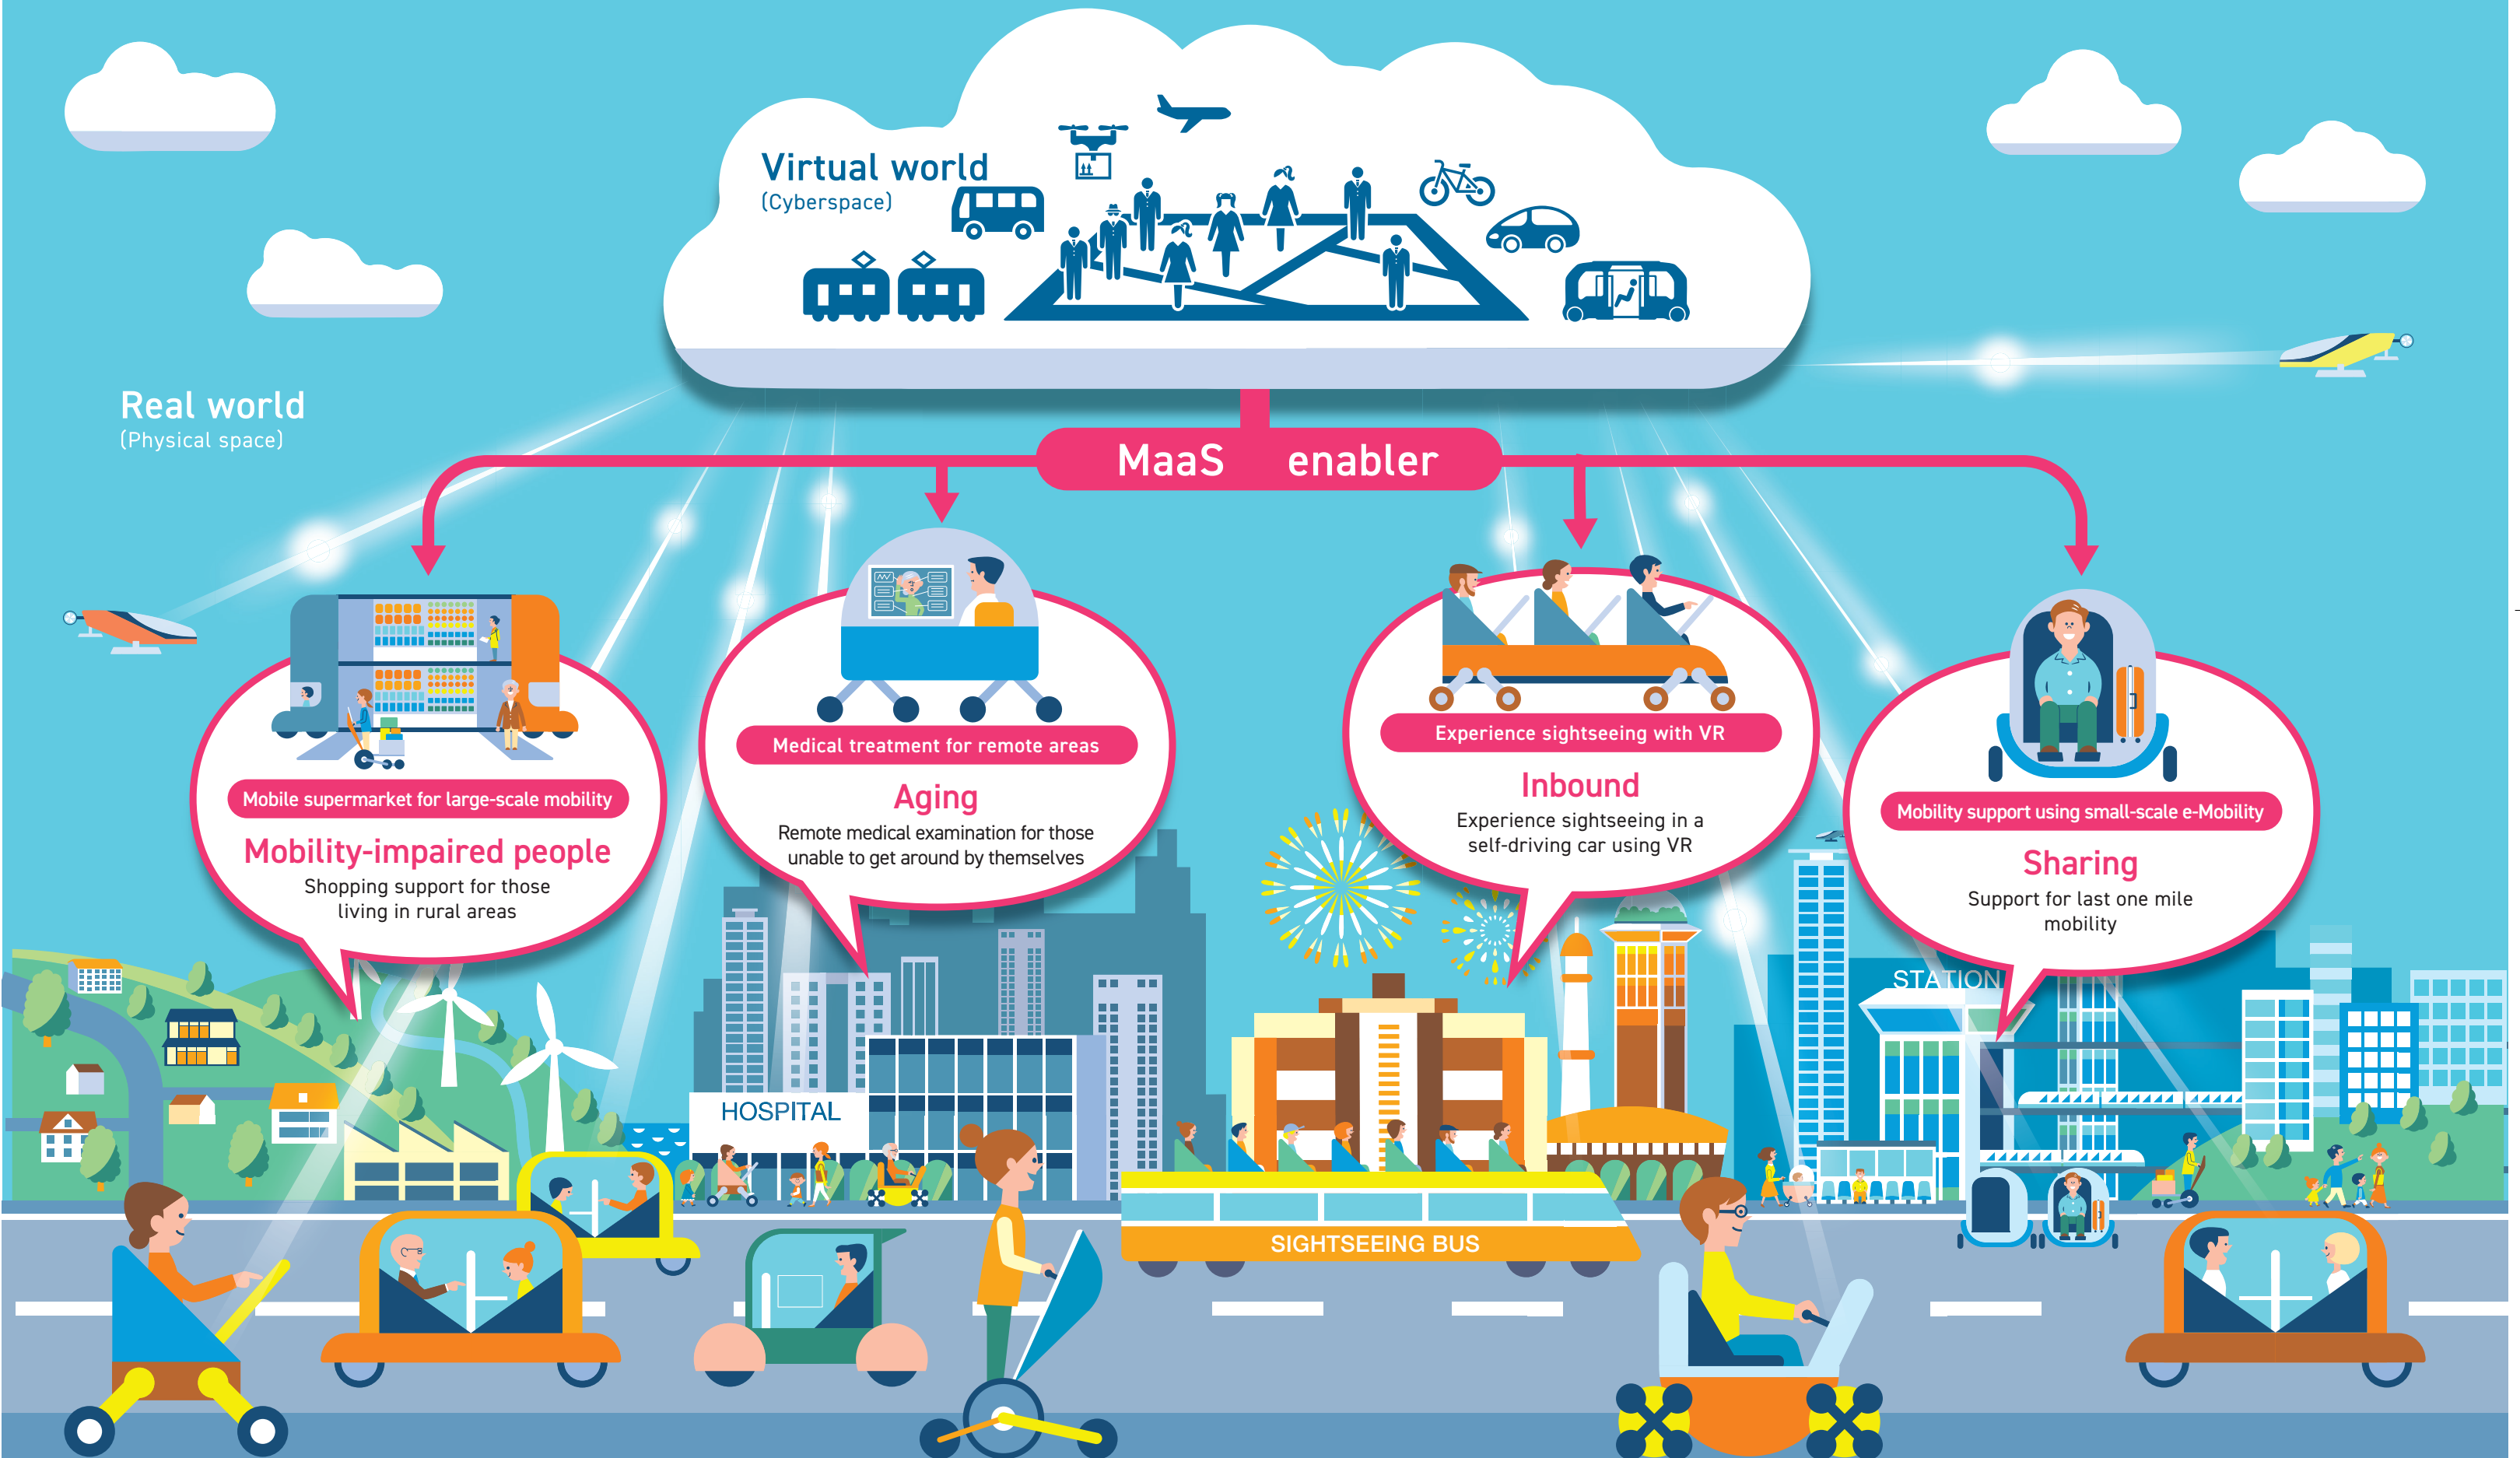 Virtual world
(Cyberspace)
Real world
(Physical space)
MaaS enabler
Mobile supermarket for large-scale mobility
Mobility-impaired people
Shopping support for those
living in rural areas
Medical treatment for remote areas
Aging
Remote medical examination for those
unable to get around by themselves
Experience sightseeing with VR
Inbound
Experience sightseeing in a
self-driving car using VR
Mobility support using small-scale e-Mobility
Sharing
Support for last one mile
mobility
STATION
HOSPITAL
SIGHTSEEING BUS